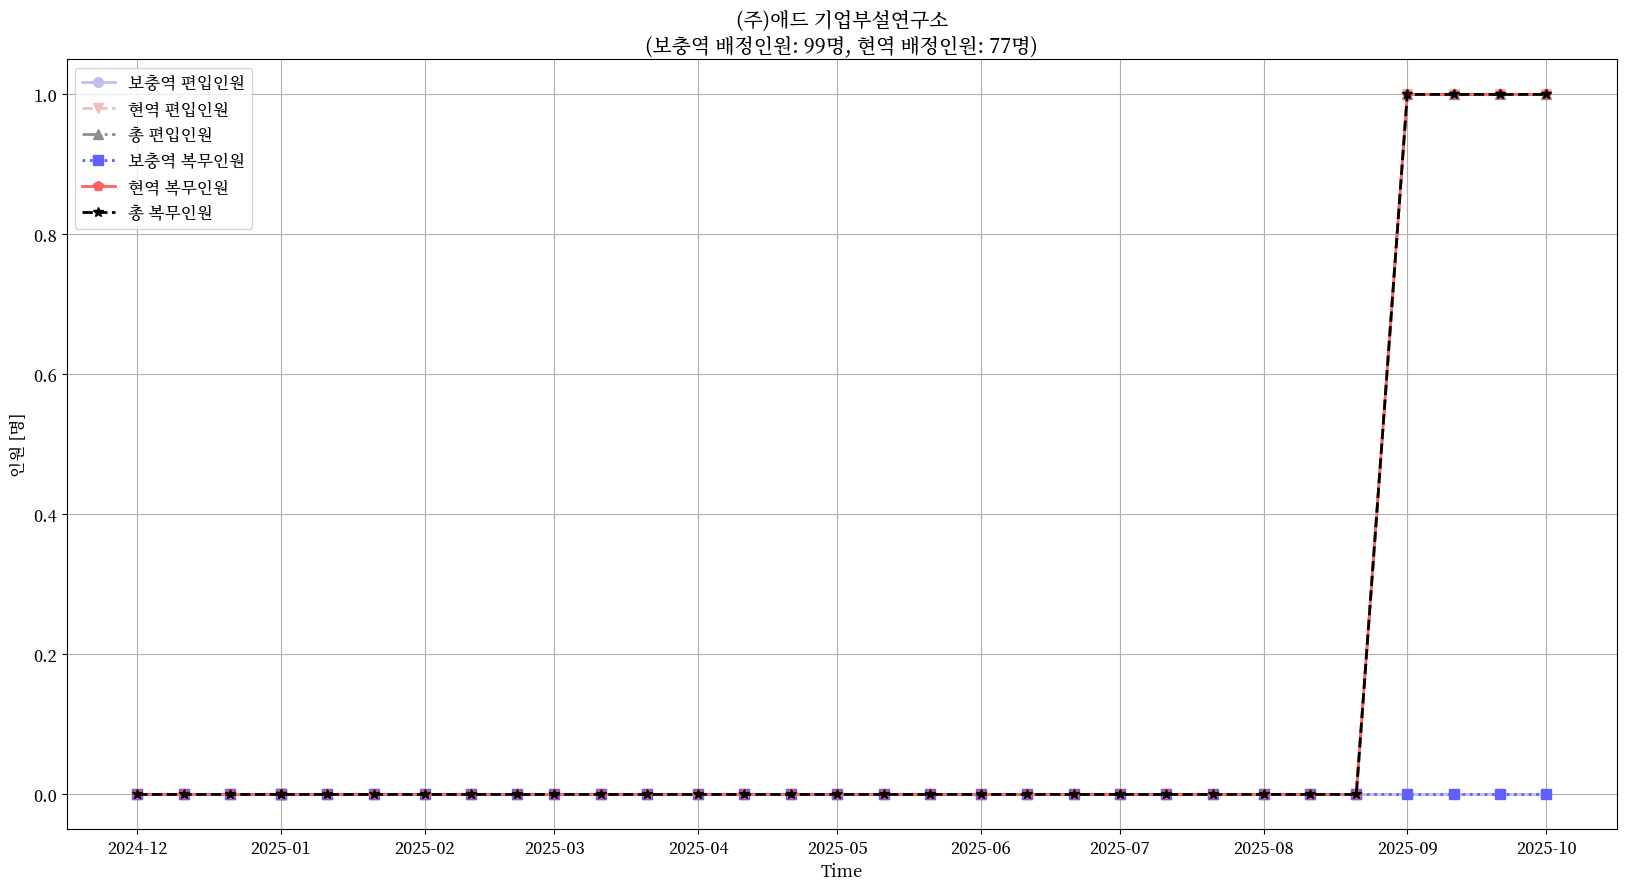 (주)애드 기업부설연구소
(보충역 배정인원: 99명, 현역 배정인원: 77명)
보충역 편입인원
현역 편입인원
총 편입인원
보충역 복무인원
현역 복무인원
총 복무인원
1.0
0.8
0.6
0.4
0.2
0.0
인원 [명]
2024-12 2025-01 2025-02 2025-03 2025-04 2025-05 2025-06 2025-07 2025-08 2025-09 2025-10
Time